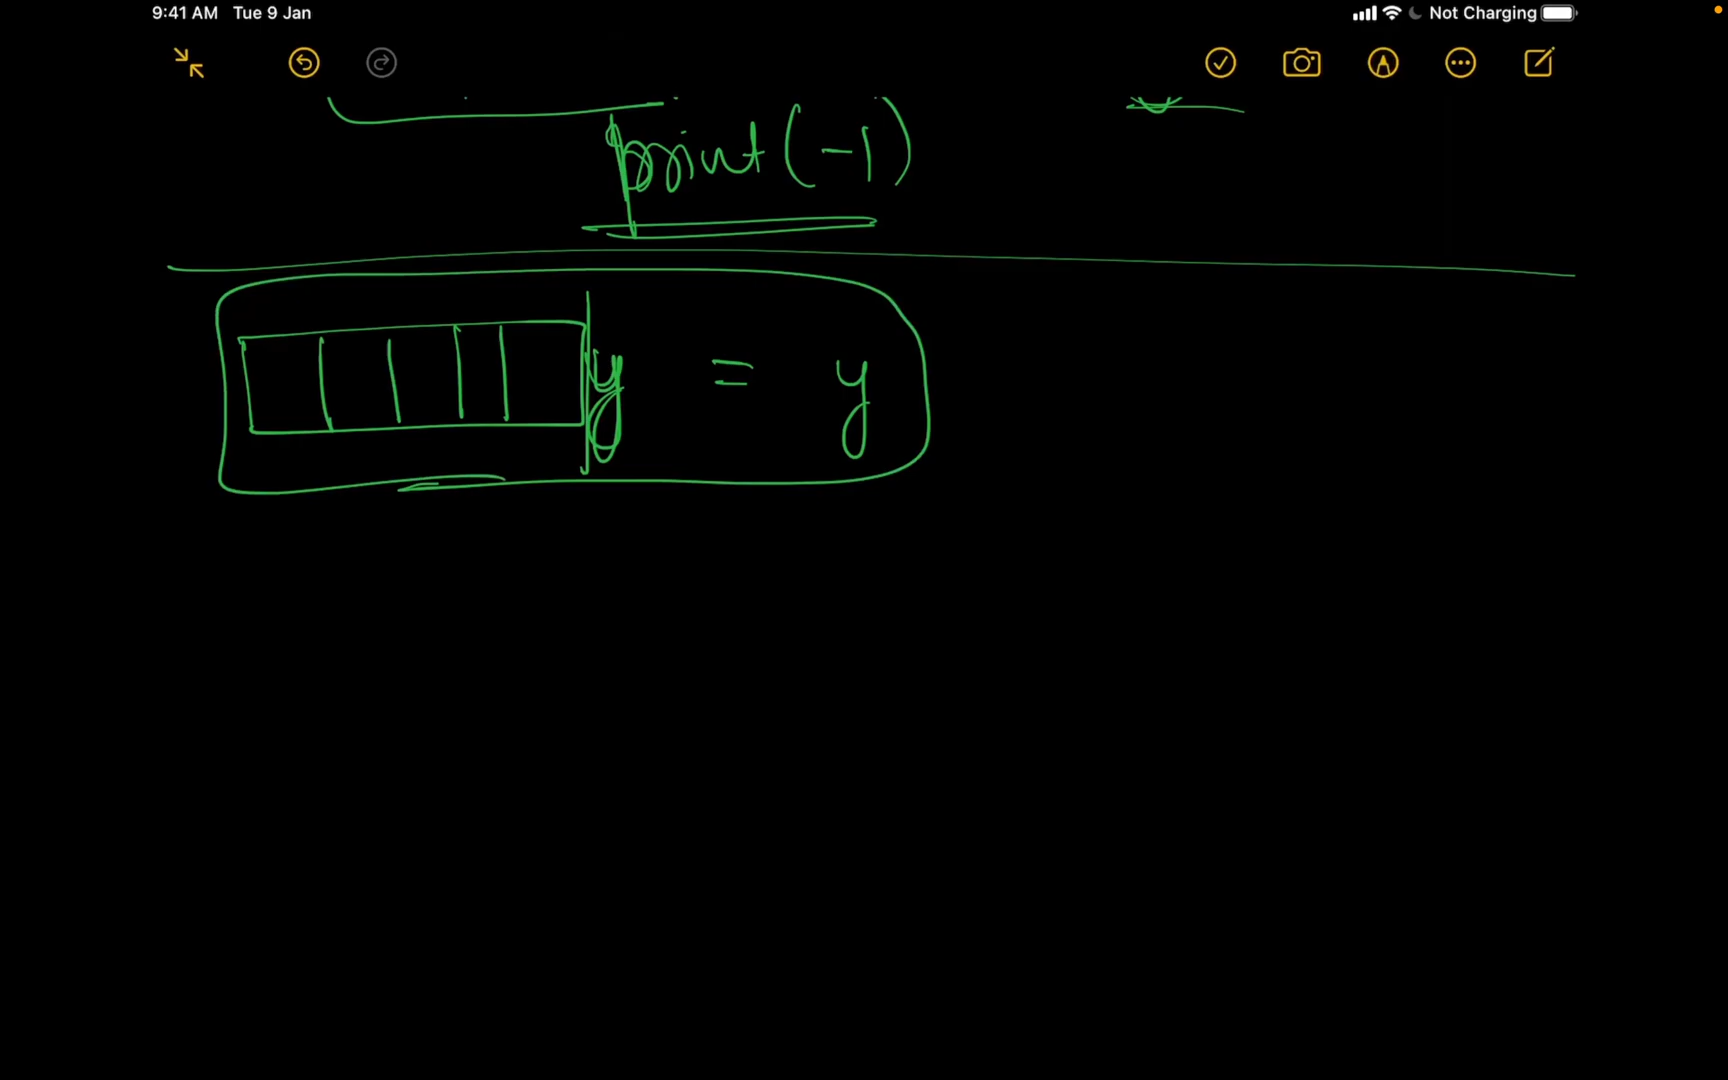 9:41 AM Tue 9 Jan Not Charging
print(-1)
y = y